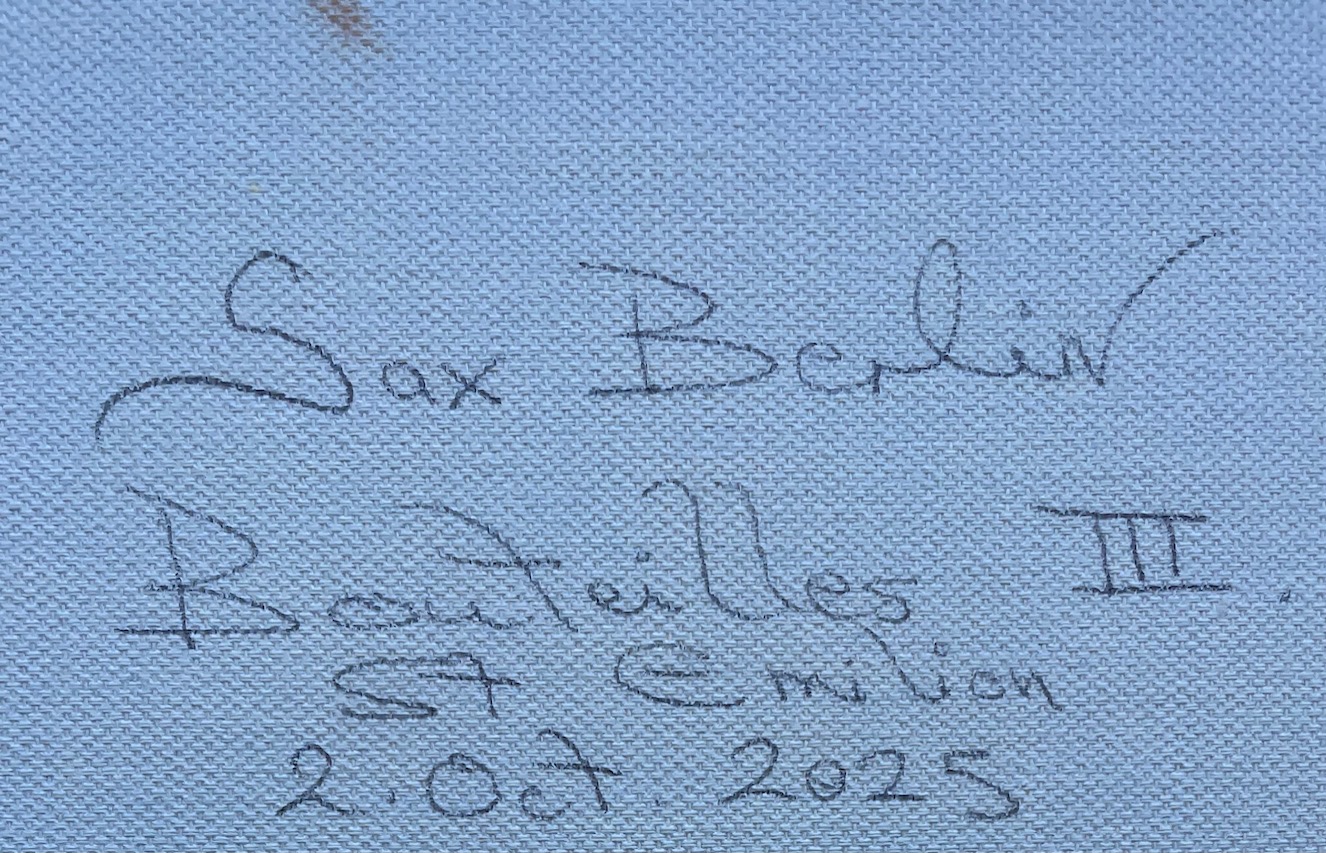 Sax Berlin
Bouteilles III.
St Emilion
2. Oct. 2025